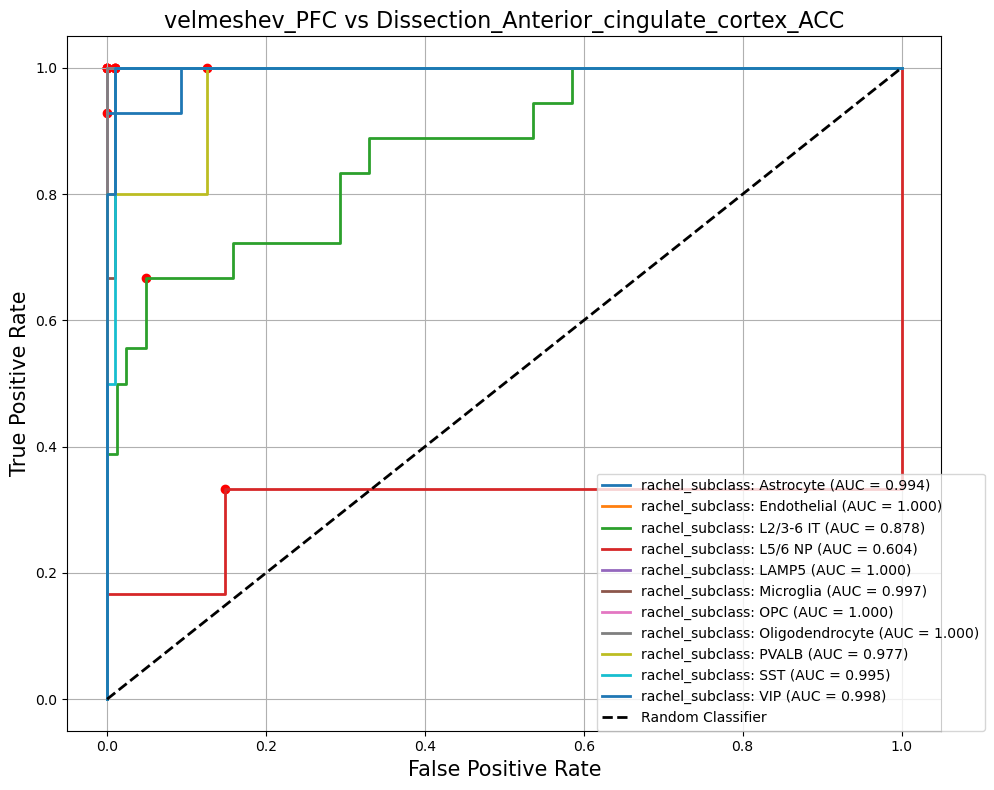 velmeshev_PFC vs Dissection_Anterior_cingulate_cortex_ACC
True Positive Rate
1.0
0.8
0.6
0.4
0.2
0.0
rachel_subclass: Astrocyte (AUC = 0.994)
rachel_subclass: Endothelial (AUC = 1.000)
rachel_subclass: L2/3-6 IT (AUC = 0.878)
rachel_subclass: L5/6 NP (AUC = 0.604)
rachel_subclass: LAMP5 (AUC = 1.000)
rachel_subclass: Microglia (AUC = 0.997)
rachel_subclass: OPC (AUC = 1.000)
rachel_subclass: Oligodendrocyte (AUC = 1.000)
rachel_subclass: PVALB (AUC = 0.977)
rachel_subclass: SST (AUC = 0.995)
rachel_subclass: VIP (AUC = 0.998)
Random Classifier
0.0 0.2 0.4 0.6 0.8 1.0
False Positive Rate